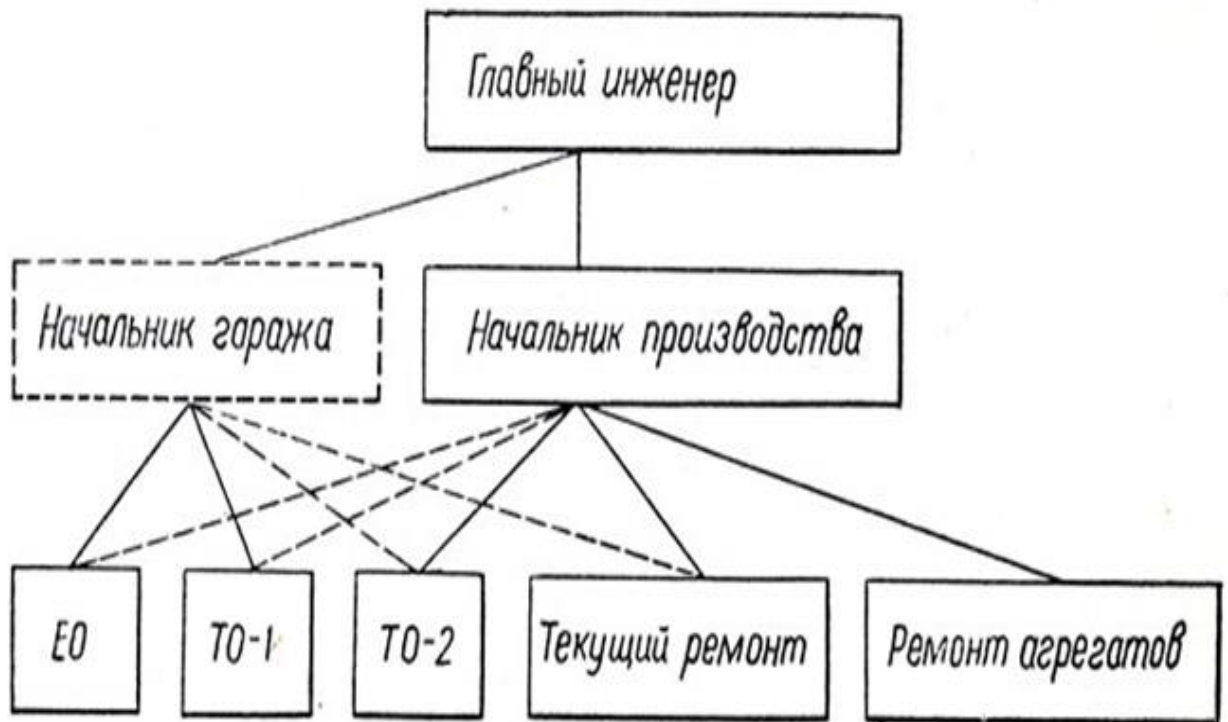 Главный инженер
Начальник гаража
Начальник производства
ЕО
ТО-1
ТО-2
Текущий ремонт
Ремонт агрегатов